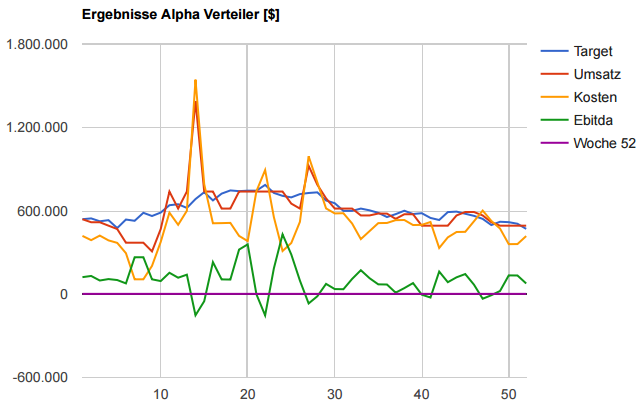 Ergebnisse Alpha Verteiler [$]
1.800.000
1.200.000
600.000
0
-600.000
10 20 30 40 50
Target
Umsatz
Kosten
Ebitda
Woche 52